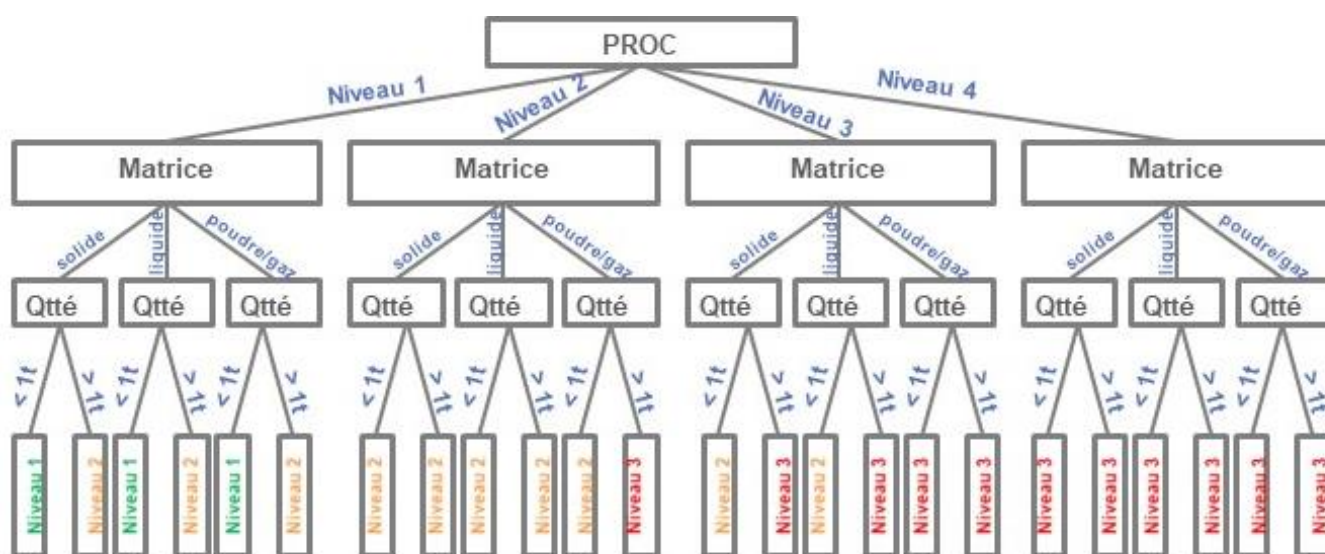 PROC
Niveau 1 Niveau 2 Niveau 3 Niveau 4
Matrice Matrice Matrice Matrice
solide liquide poudre/gaz solide liquide poudre/gaz solide liquide poudre/gaz solide liquide poudre/gaz
Qtté Qtté Qtté Qtté Qtté Qtté Qtté Qtté Qtté Qtté Qtté Qtté
< 1t > 1t < 1t > 1t < 1t > 1t < 1t > 1t < 1t > 1t < 1t > 1t < 1t > 1t < 1t > 1t < 1t > 1t < 1t > 1t < 1t > 1t < 1t > 1t
Niveau 1 Niveau 2 Niveau 1 Niveau 2 Niveau 1 Niveau 2 Niveau 2 Niveau 2 Niveau 2 Niveau 2 Niveau 2 Niveau 3 Niveau 2 Niveau 3 Niveau 2 Niveau 3 Niveau 3 Niveau 3 Niveau 3 Niveau 3 Niveau 3 Niveau 3 Niveau 3 Niveau 3